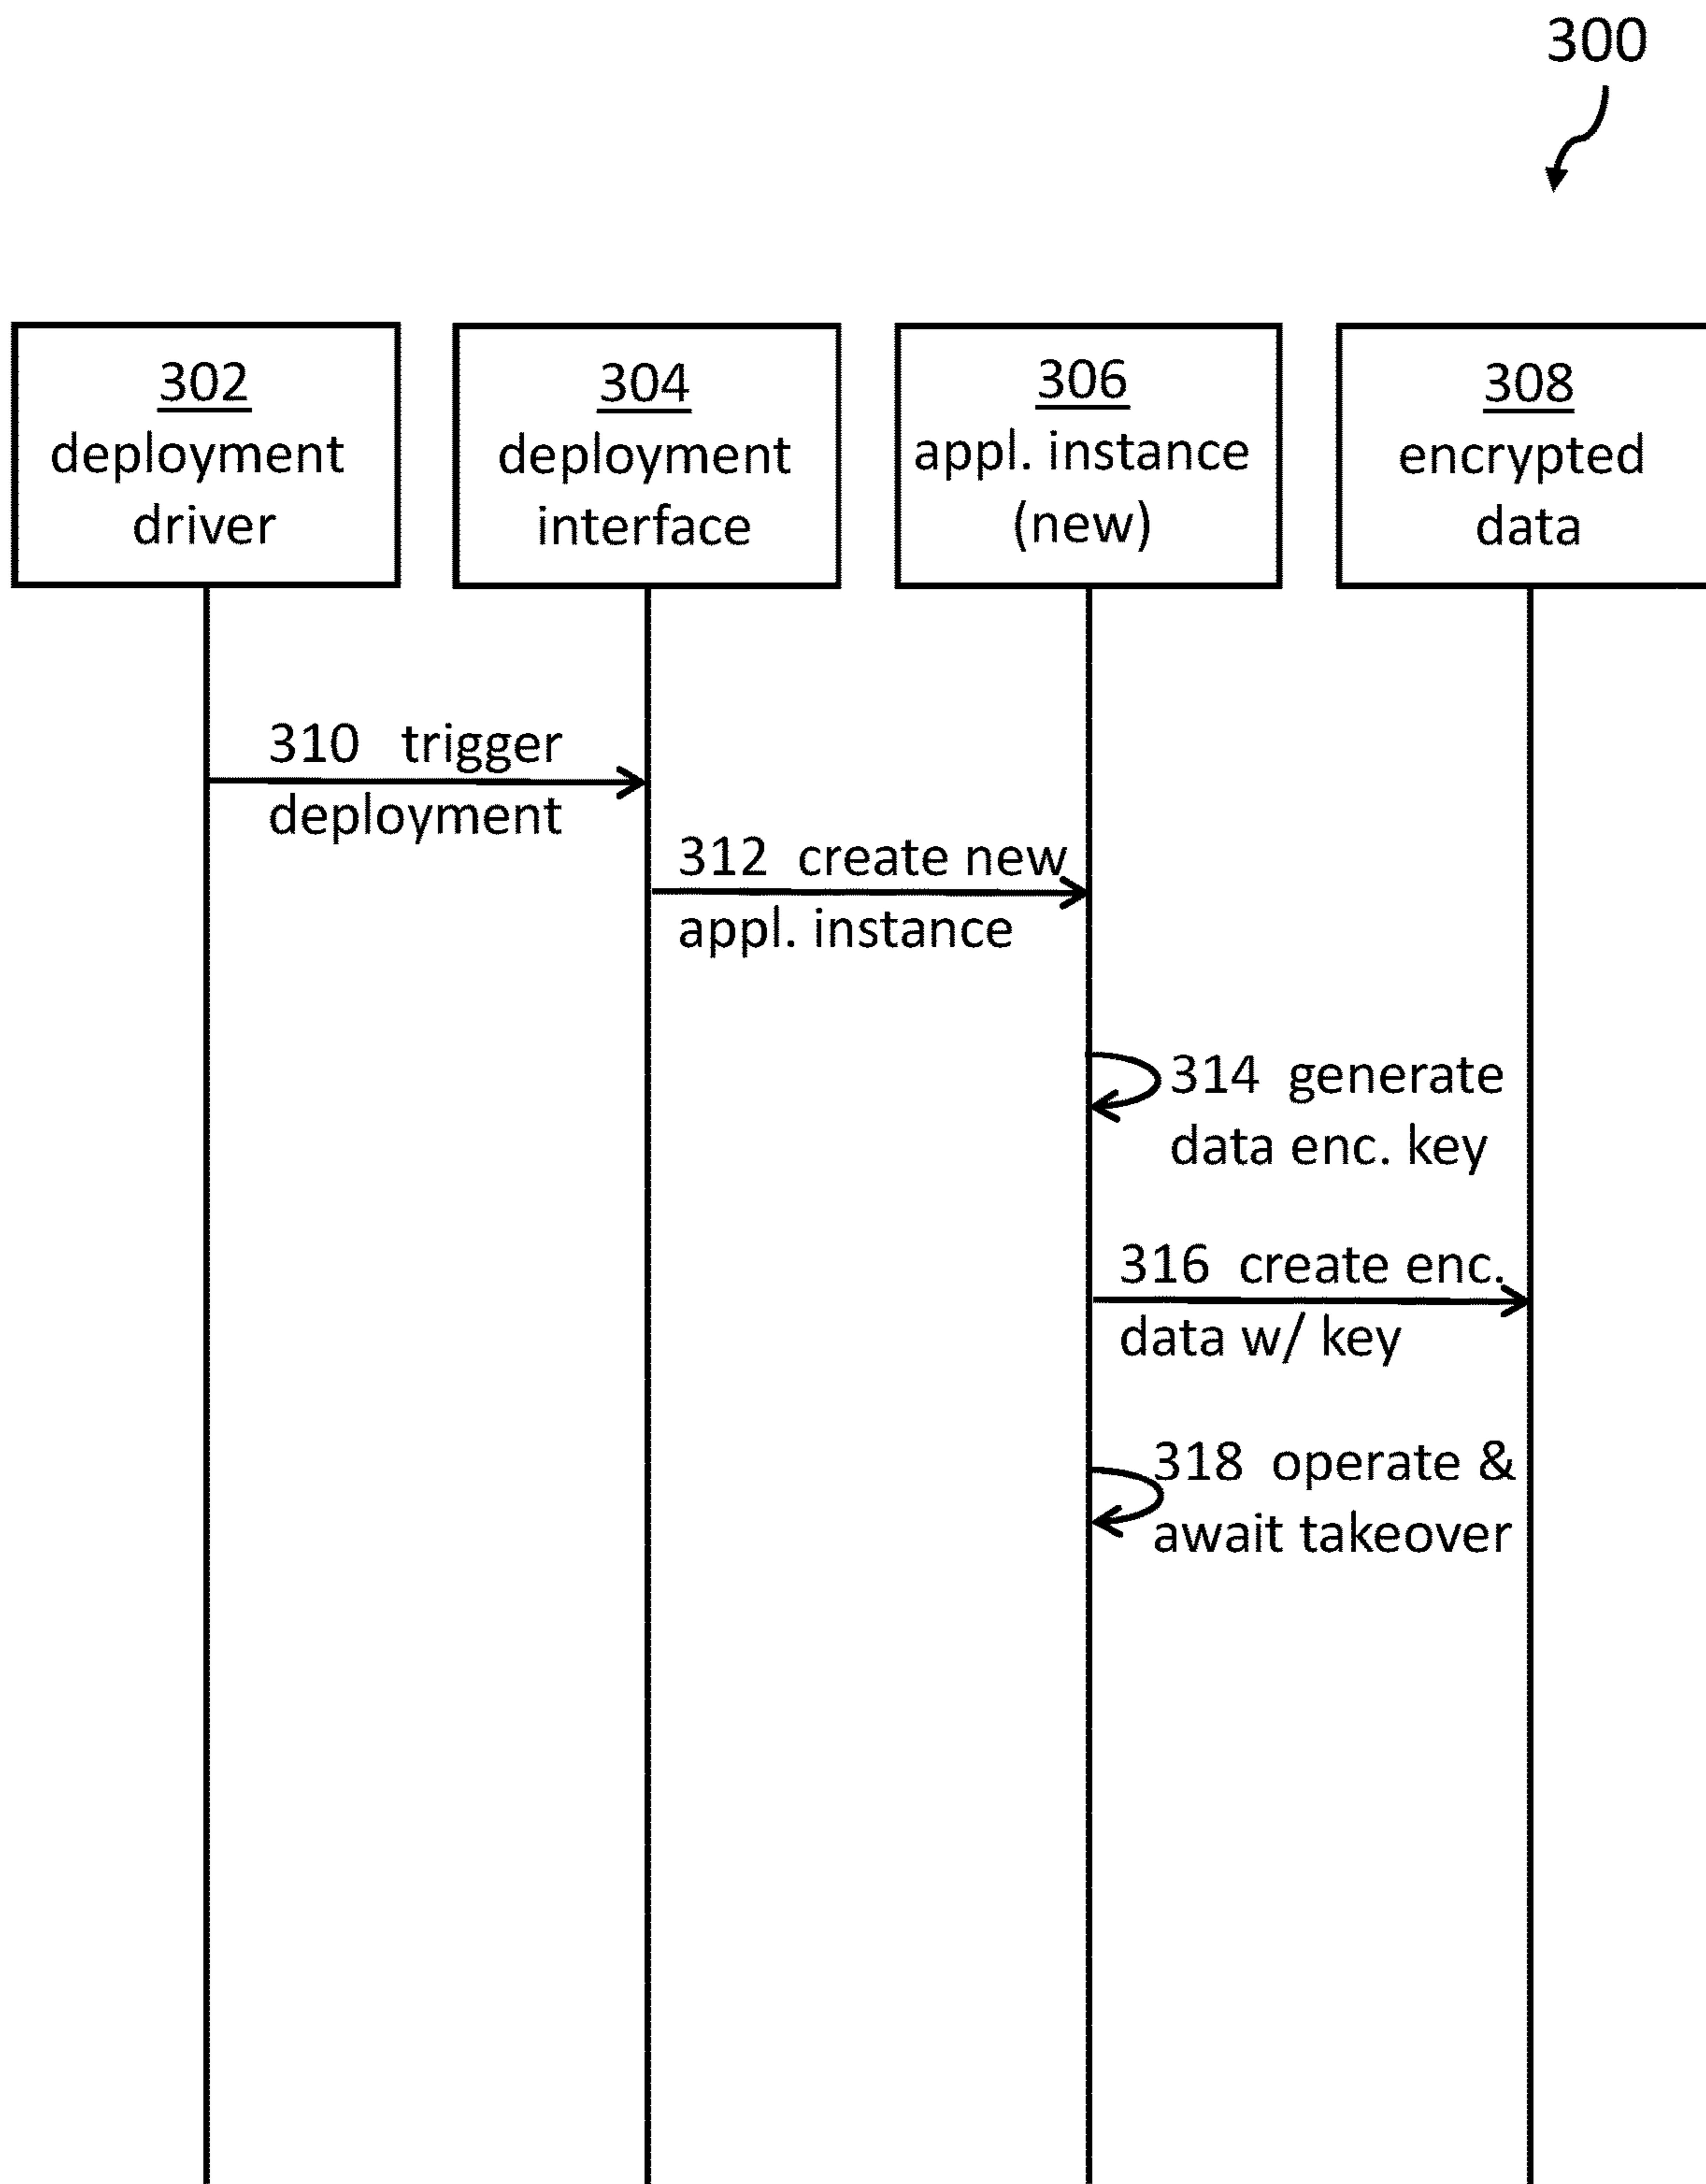 300
302
deployment
driver
304
deployment
interface
306
appl. instance
(new)
308
encrypted
data
310 trigger
deployment
312 create new
appl. instance
314 generate
data enc. key
316 create enc.
data w/ key
318 operate &
await takeover